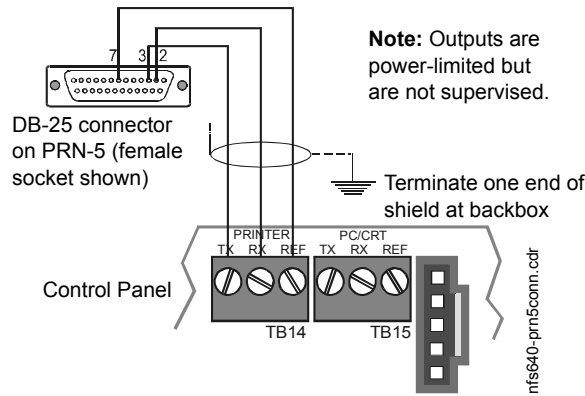 7 3 2
Note: Outputs are
power-limited but
are not supervised.
DB-25 connector
on PRN-5 (female
socket shown)
Terminate one end of
shield at backbox
PRINTER
TX RX REF
PC/CRT
TX RX REF
Control Panel
TB14
TB15
nfs640-prn5conn.cdr